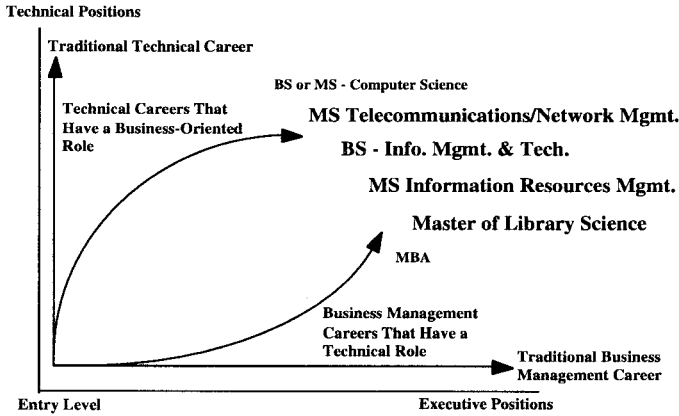 Technical Positions
Traditional Technical Career
BS or MS - Computer Science
Technical Careers That
Have a Business-Oriented
Role
MS Telecommunications/Network Mgmt.
BS - Info. Mgmt. & Tech.
MS Information Resources Mgmt.
Master of Library Science
MBA
Business Management
Careers That Have a
Technical Role
Traditional Business
Management Career
Entry Level
Executive Positions